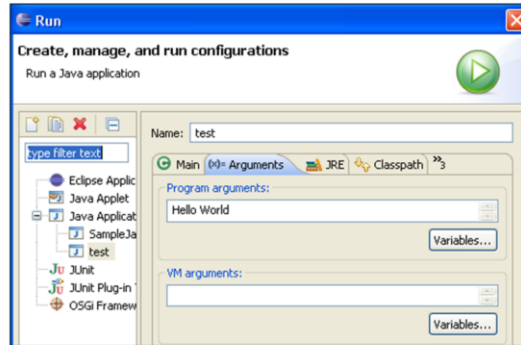 Run
Create, manage, and run configurations
Run a Java application
type filter text
Eclipse Applic
Java Applet
Java Applicat
SampleJa
test
JUnit
JUnit Plug-in
OSGi Framew
Name: test
Main (x)= Arguments JRE Classpath »3
Program arguments:
Hello World
Variables...
VM arguments:
Variables...